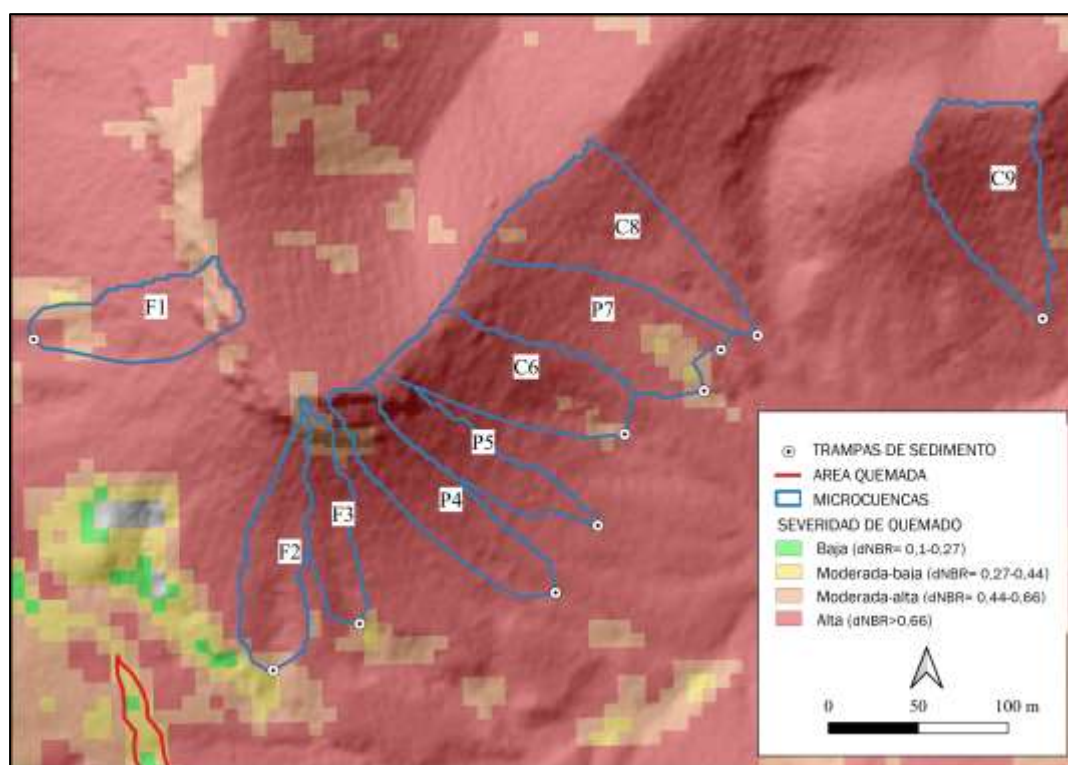 C9
C8
F1
P7
C6
P5
P4
F3
F2
TRAMPAS DE SEDIMENTO
AREA QUEMADA
MICROCUENCAS
SEVERIDAD DE QUEMADO
Baja (dNBR= 0,1-0,27)
Moderada-baja (dNBR= 0,27-0,44)
Moderada-alta (dNBR= 0,44-0,66)
Alta (dNBR>0,66)
0 50 100 m